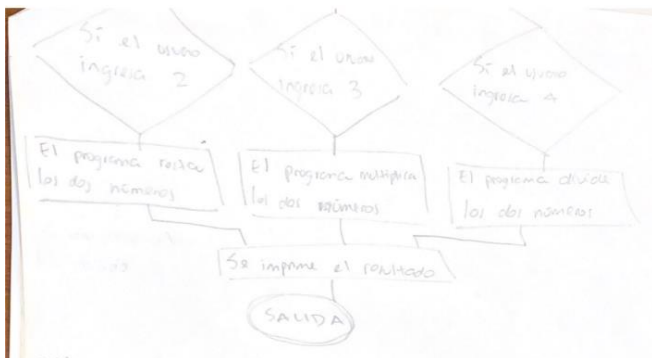 Si el usuario
ingresa 2
Si el usuario
ingresa 3
Si el usuario
ingresa 4
El programa resta
los dos números
El programa multiplica
los dos números
El programa divide
los dos números
Se imprime el resultado
SALIDA